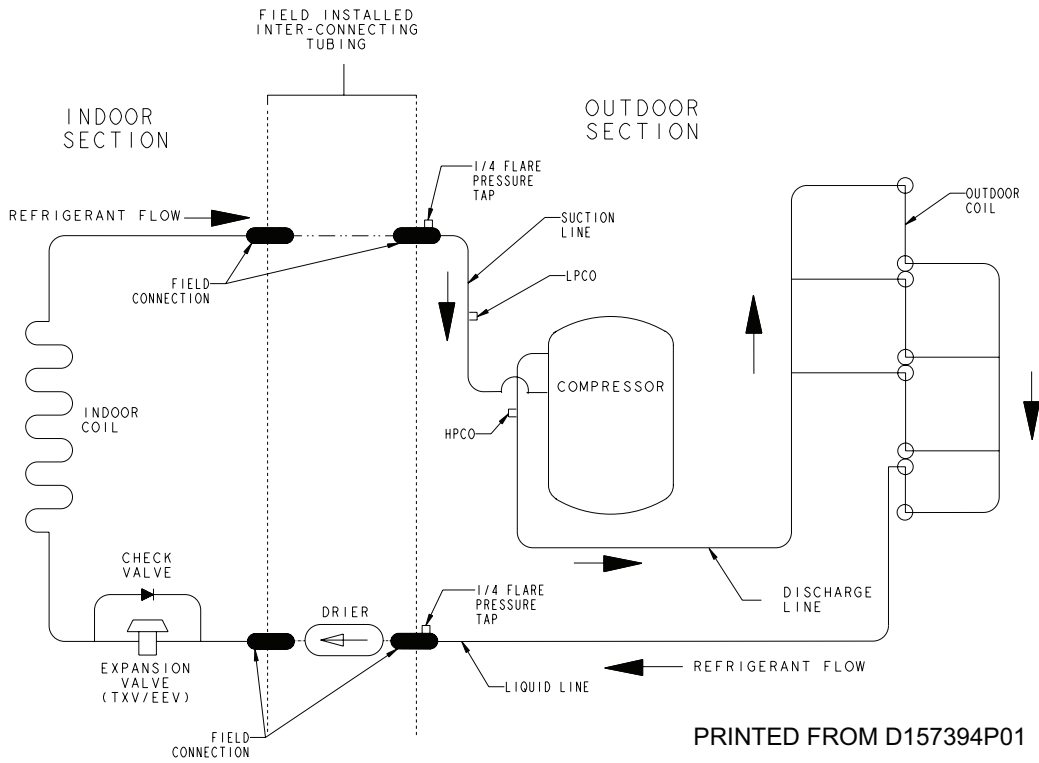 FIELD INSTALLED
INTER-CONNECTING
TUBING
INDOOR
SECTION
OUTDOOR
SECTION
1/4 FLARE
PRESSURE
TAP
REFRIGERANT FLOW
SUCTION
LINE
OUTDOOR
COIL
FIELD
CONNECTION
LPCO
COMPRESSOR
INDOOR
COIL
HPCO
CHECK
VALVE
DRIER
1/4 FLARE
PRESSURE
TAP
DISCHARGE
LINE
EXPANSION
VALVE
(TXV/EEV)
LIQUID LINE
REFRIGERANT FLOW
FIELD
CONNECTION
PRINTED FROM D157394P01